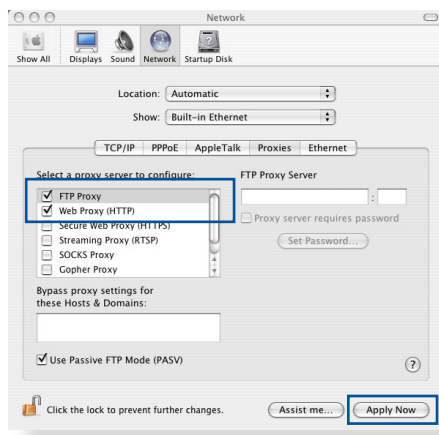 Network
Show All Displays Sound Network Startup Disk
Location: Automatic
Show: Built-in Ethernet
TCP/IP PPPoE AppleTalk Proxies Ethernet
Select a proxy server to configure: FTP Proxy Server
FTP Proxy
:
Web Proxy (HTTP)
Proxy server requires password
Secure Web Proxy (HTTPS)
Streaming Proxy (RTSP)
Set Password...
SOCKS Proxy
Gopher Proxy
Bypass proxy settings for
these Hosts & Domains:
Use Passive FTP Mode (PASV)
?
Click the lock to prevent further changes.
Assist me... Apply Now